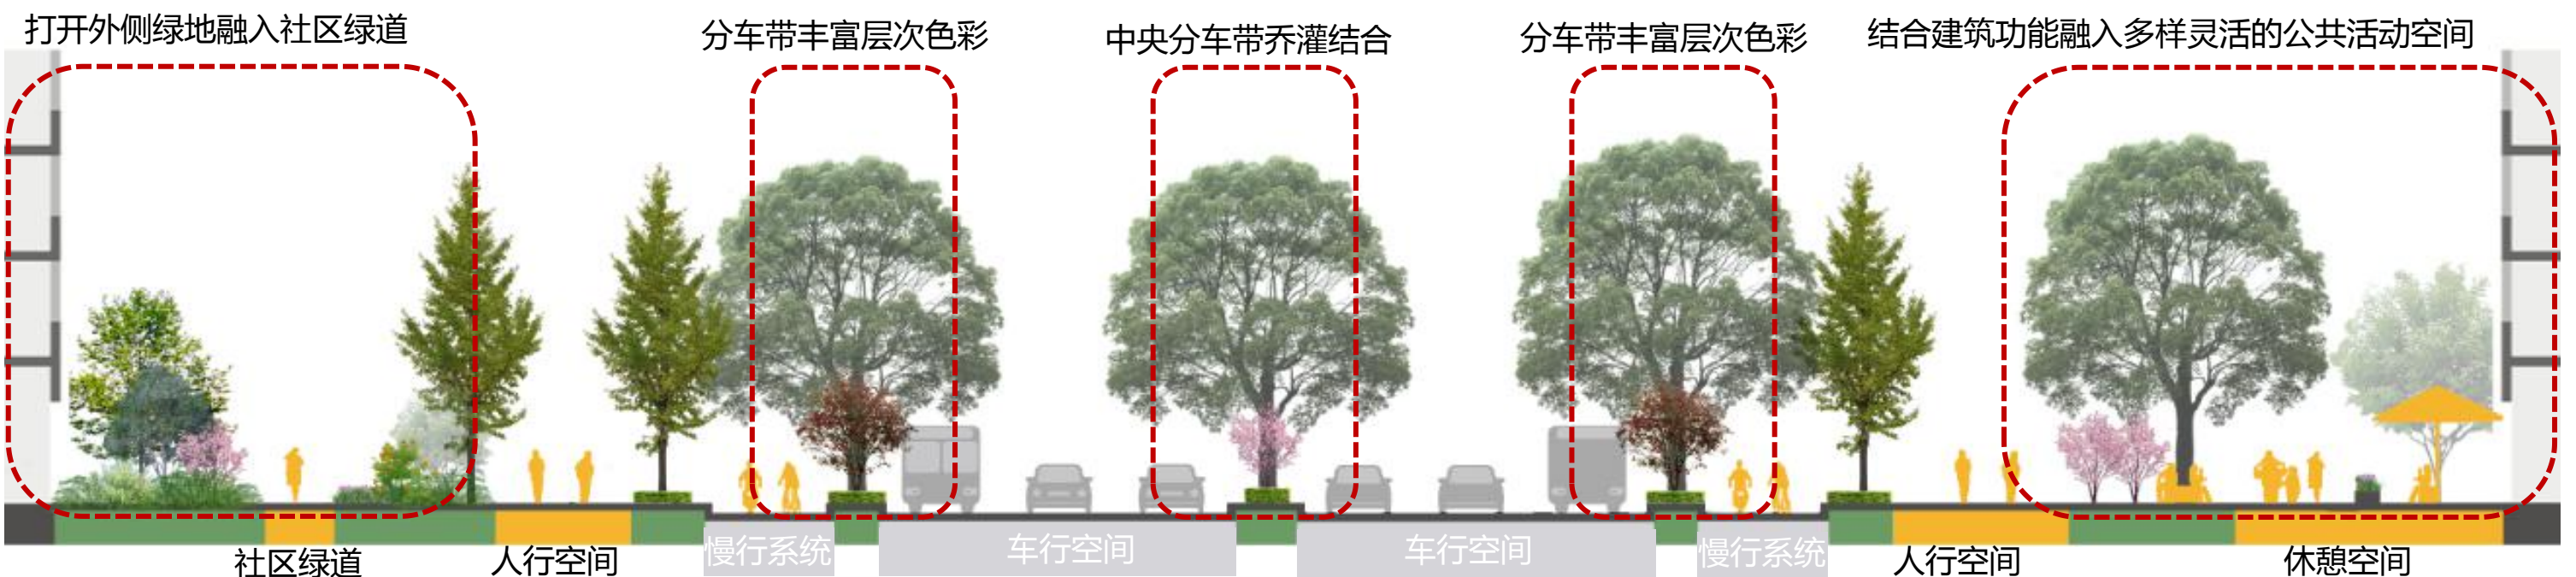 打开外侧绿地融入社区绿道
分车带丰富层次色彩
中央分车带乔灌结合
分车带丰富层次色彩
结合建筑功能融入多样灵活的公共活动空间
社区绿道
人行空间
慢行系统
车行空间
车行空间
慢行系统
人行空间
休憩空间